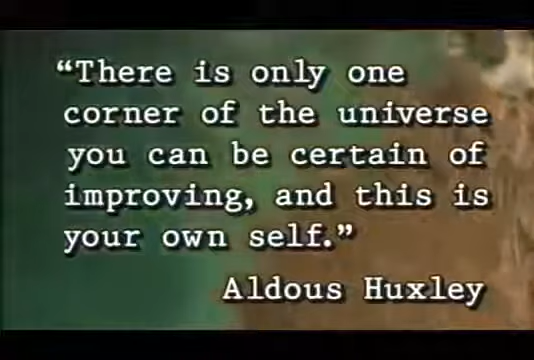 “There is only one
corner of the universe
you can be certain of
improving, and this is
your own self.”
Aldous Huxley